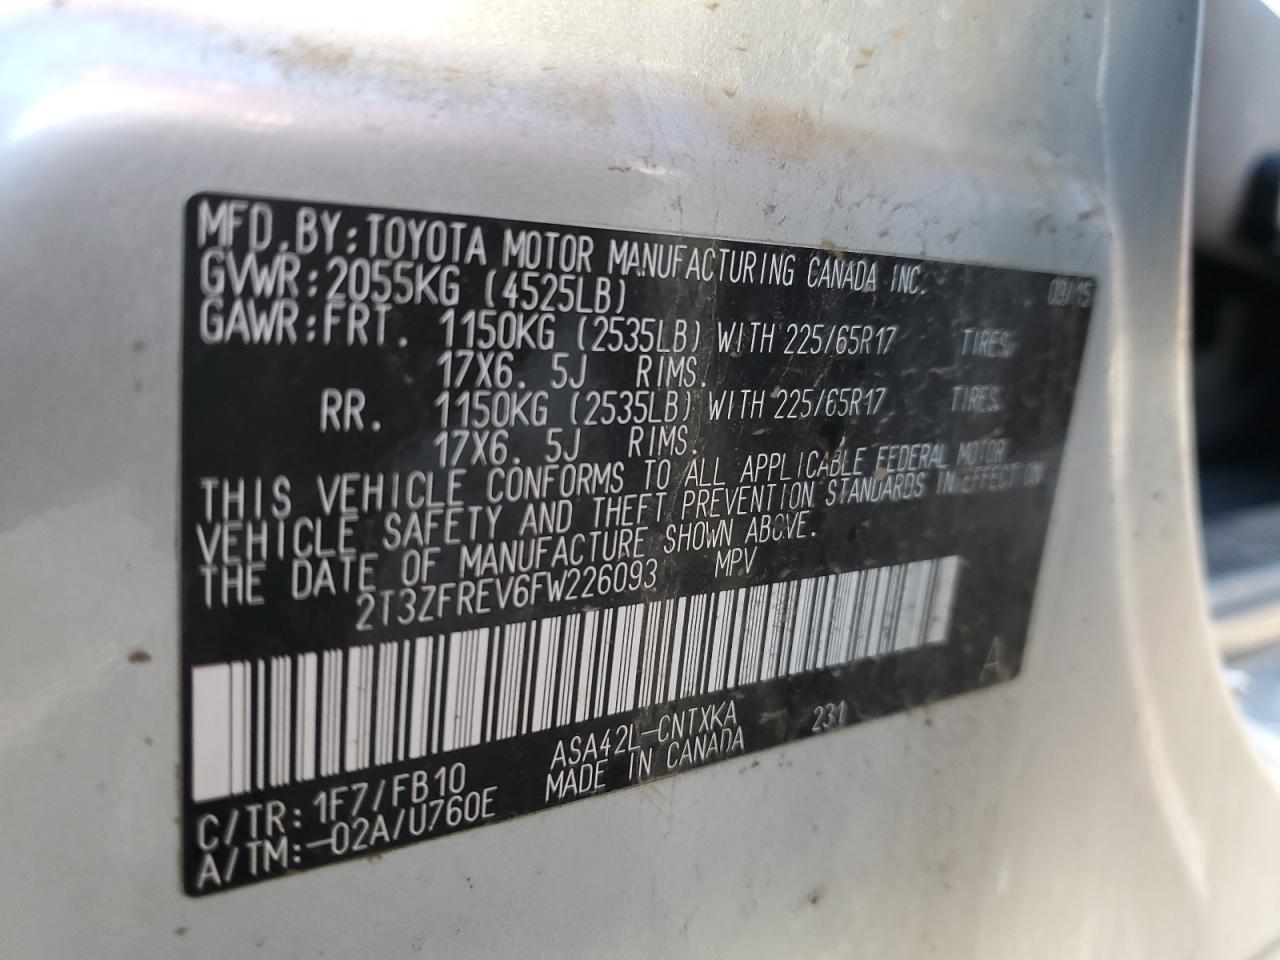 MFD.BY:TOYOTA MOTOR MANUFACTURING CANADA INC. 09/15
GVWR:2055KG (4525LB)
GAWR:FRT. 1150KG (2535LB) WITH 225/65R17 TIRES,
17X6. 5J RIMS.
RR. 1150KG (2535LB) WITH 225/65R17 TIRES,
17X6. 5J RIMS.
THIS VEHICLE CONFORMS TO ALL APPLICABLE FEDERAL MOTOR
VEHICLE SAFETY AND THEFT PREVENTION STANDARDS IN EFFECT ON
THE DATE OF MANUFACTURE SHOWN ABOVE.
2T3ZFREV6FW226093 MPV
A
C/TR: 1F7/FB10 ASA42L-CNTXKA 231
A/TM:-02A/U760E MADE IN CANADA